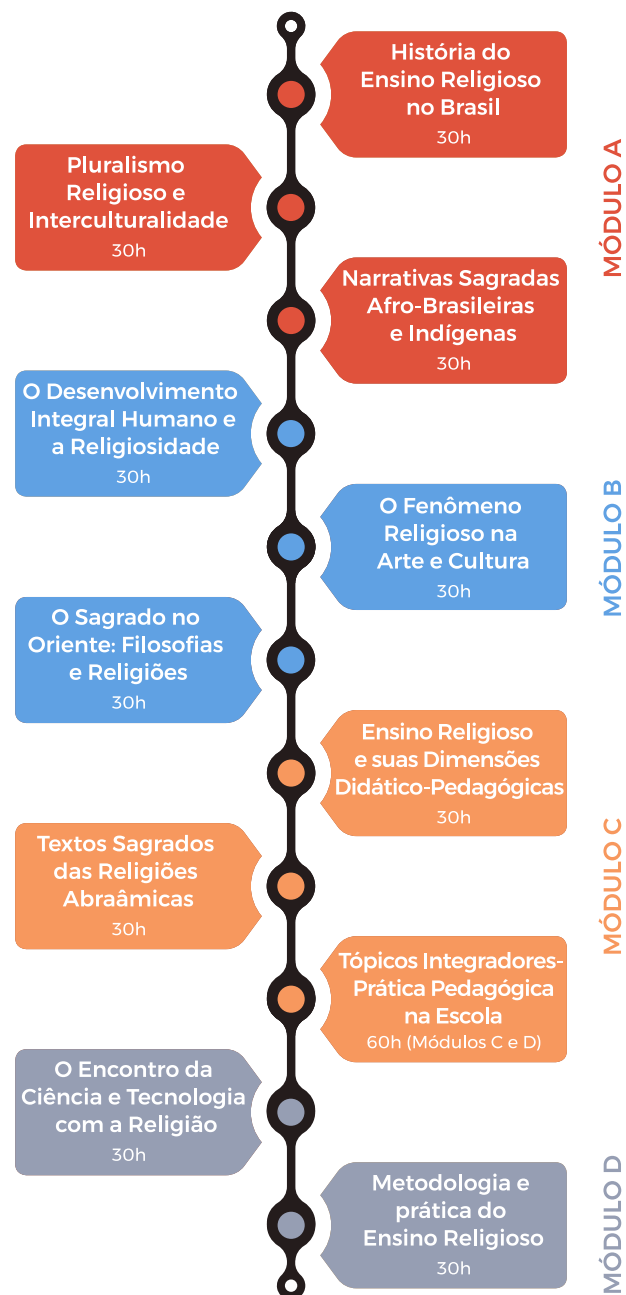 História do
Ensino Religioso
no Brasil
30h
MÓDULO A
Pluralismo
Religioso e
Interculturalidade
30h
Narrativas Sagradas
Afro-Brasileiras
e Indígenas
30h
O Desenvolvimento
Integral Humano e
a Religiosidade
30h
MÓDULO B
O Fenômeno
Religioso na
Arte e Cultura
30h
O Sagrado no
Oriente: Filosofias
e Religiões
30h
Ensino Religioso
e suas Dimensões
Didático-Pedagógicas
30h
MÓDULO C
Textos Sagrados
das Religiões
Abraâmicas
30h
Tópicos Integradores-
Prática Pedagógica
na Escola
60h (Módulos C e D)
O Encontro da
Ciência e Tecnologia
com a Religião
30h
MÓDULO D
Metodologia e
prática do
Ensino Religioso
30h